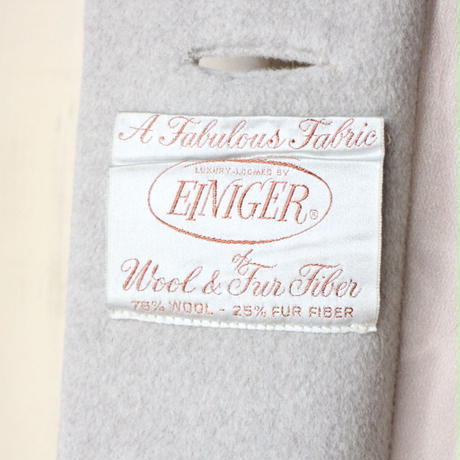 A Fabulous Fabric
LUXURY-LOOMED BY
EINIGER®
of
Wool & Fur Fiber
75% WOOL - 25% FUR FIBER